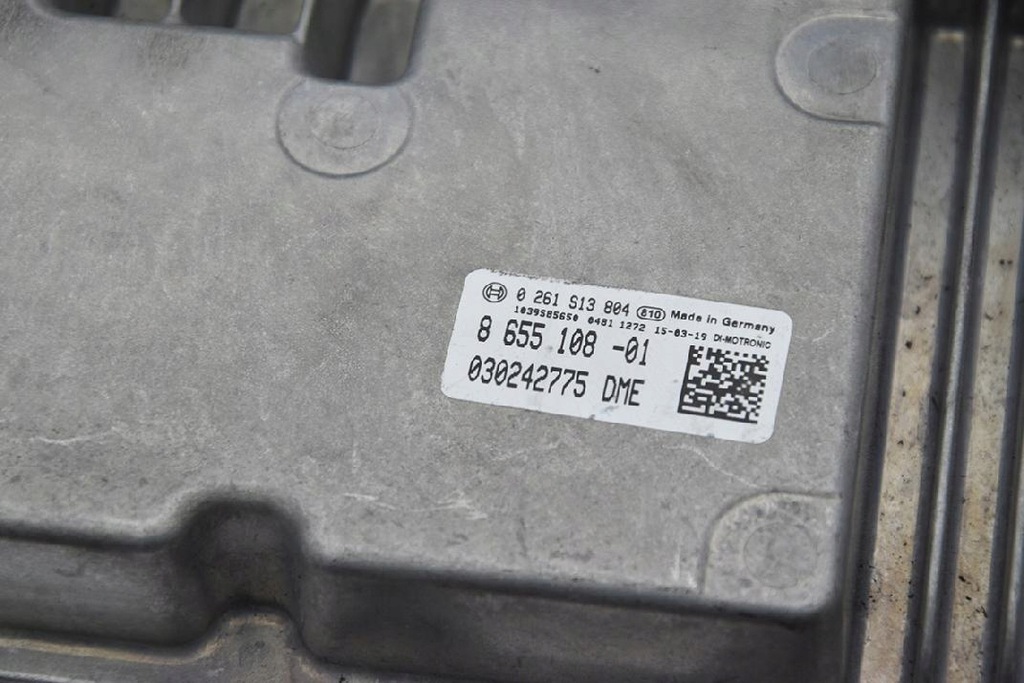 0 261 S13 804 610 Made in Germany
1039S85650 0481 1272 15-03-19 DI-MOTRONIC
8 655 108 -01
030242775 DME